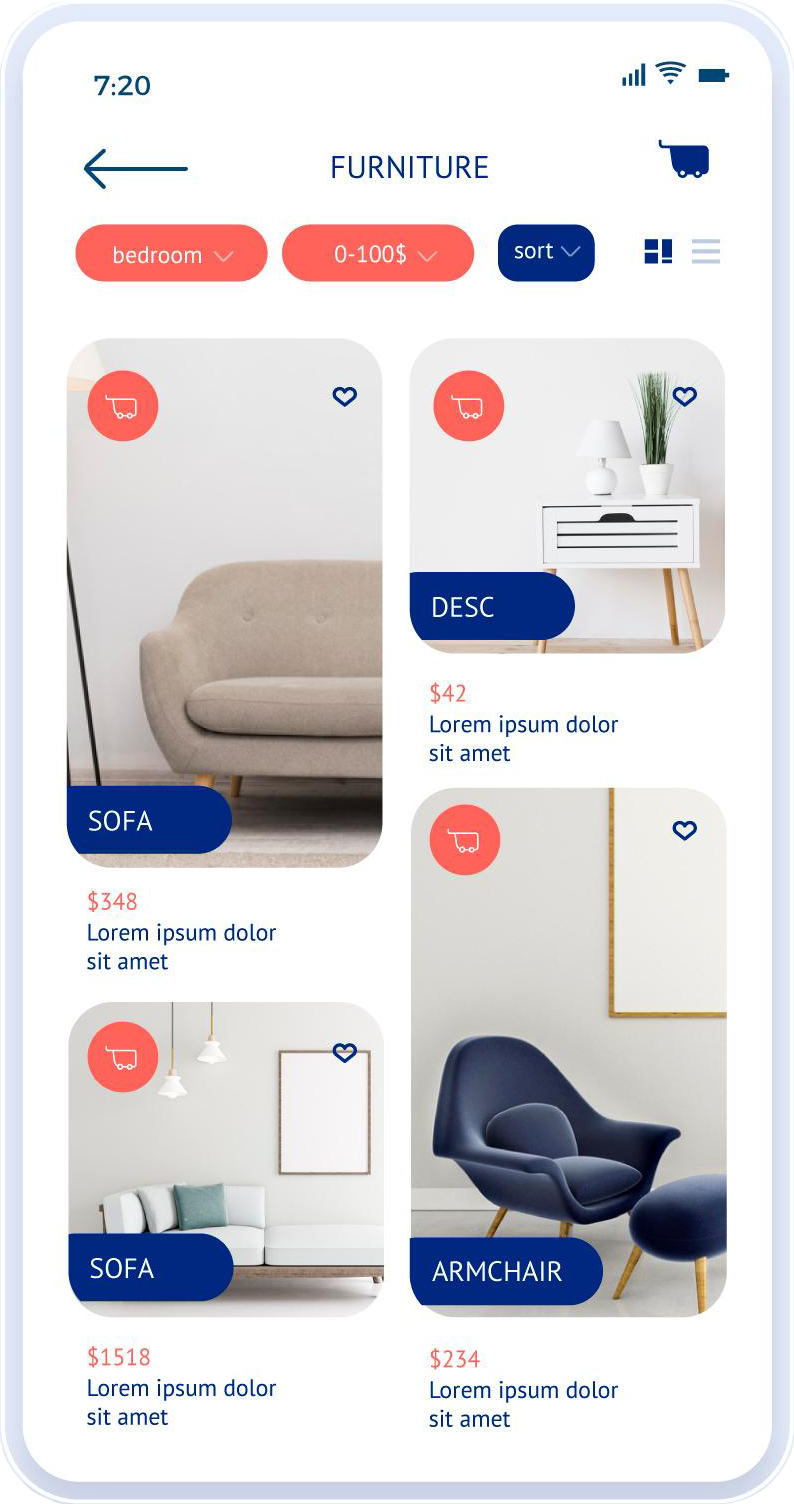 7:20
FURNITURE
bedroom
0-100$
sort
SOFA
$348
Lorem ipsum dolor
sit amet
DESC
$42
Lorem ipsum dolor
sit amet
SOFA
$1518
Lorem ipsum dolor
sit amet
ARMCHAIR
$234
Lorem ipsum dolor
sit amet